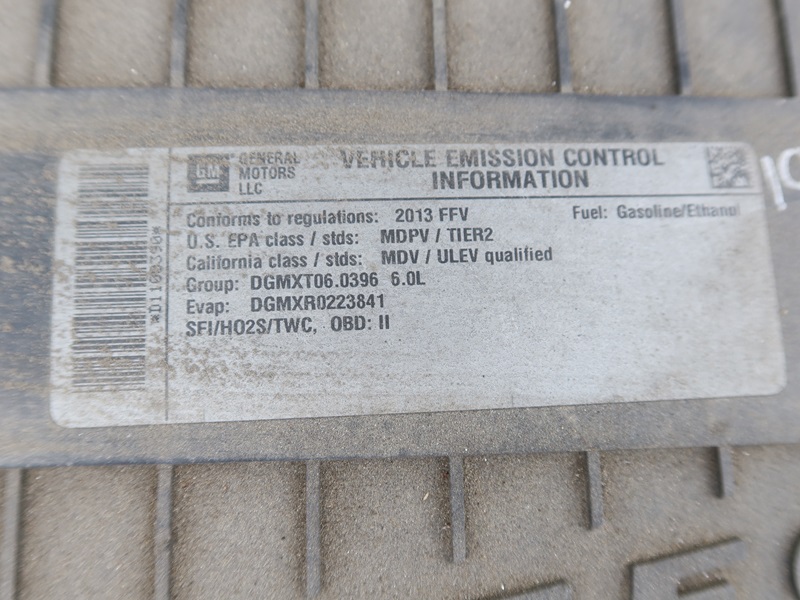 GM
GENERAL
MOTORS
LLC
VEHICLE EMISSION CONTROL
INFORMATION
Conforms to regulations: 2013 FFV Fuel: Gasoline/Ethanol
U.S. EPA class / stds: MDPV / TIER2
California class / stds: MDV / ULEV qualified
Group: DGMXT06.0396 6.0L
Evap: DGMXR0223841
SFI/HO2S/TWC, OBD: II